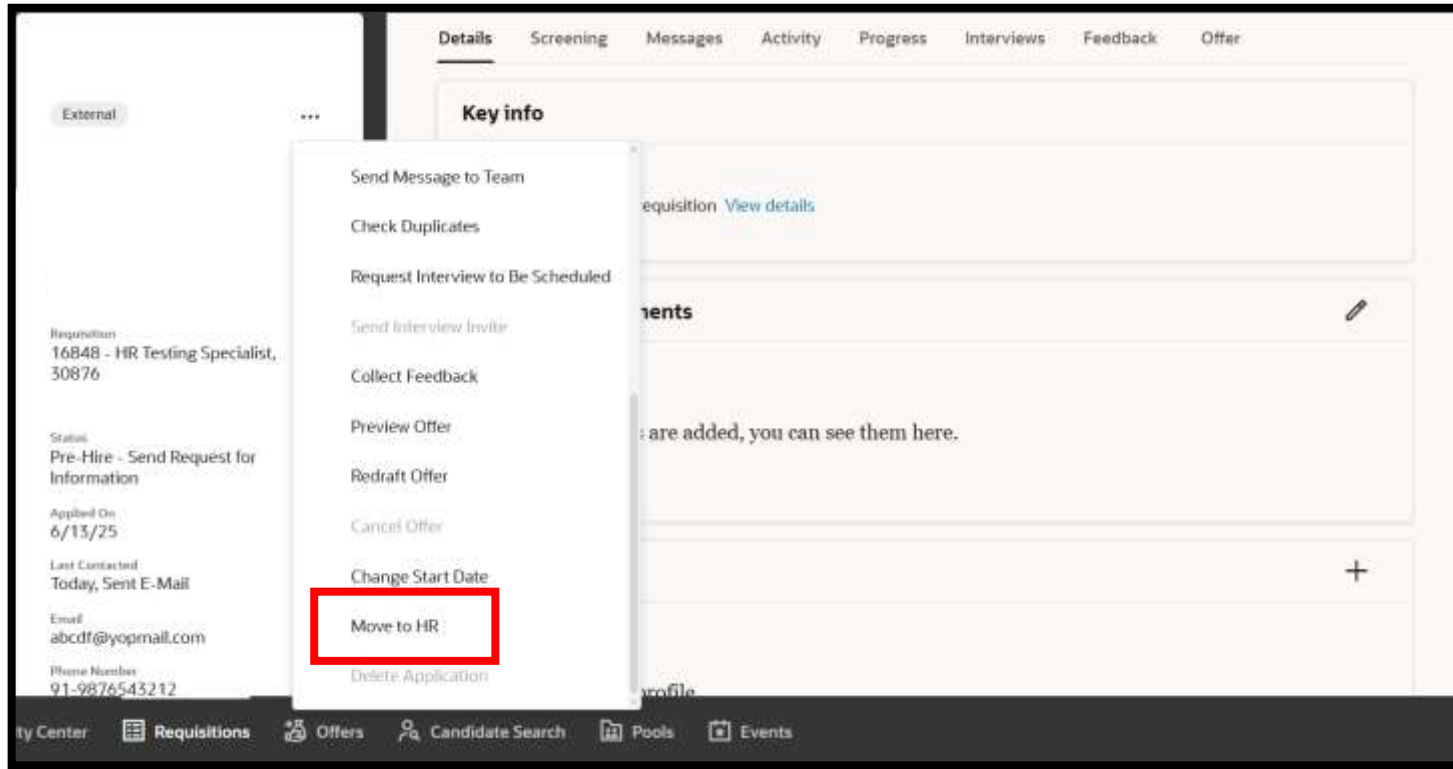 Details Screening Messages Activity Progress Interviews Feedback Offer
External ...
Key info
equisition View details
Requisition
16848 - HR Testing Specialist,
30876
Status
Pre-Hire - Send Request for
Information
Applied On
6/13/25
Last Contacted
Today, Sent E-Mail
Email
abcdf@yopmail.com
Phone Number
91-9876543212
Send Message to Team
Check Duplicates
Request Interview to Be Scheduled
Send Interview Invite
Collect Feedback
Preview Offer
Redraft Offer
Cancel Offer
Change Start Date
Move to HR
Delete Application
nents
are added, you can see them here.
profile
ty Center Requisitions Offers Candidate Search Pools Events